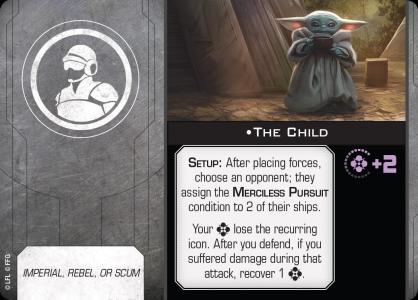 •THE CHILD
SETUP: After placing forces,
choose an opponent; they
assign the MERCILESS PURSUIT
condition to 2 of their ships.
Your lose the recurring
icon. After you defend, if you
suffered damage during that
attack, recover 1
+2
IMPERIAL, REBEL, OR SCUM
© LFL © FFG